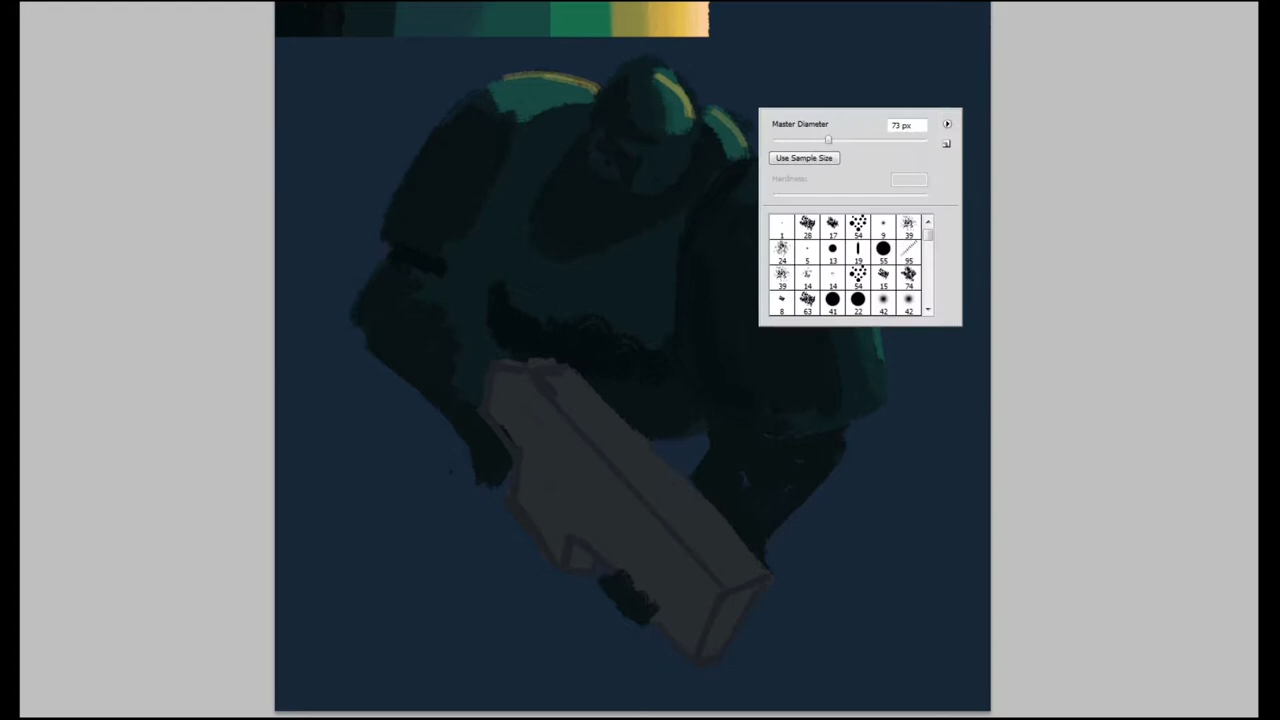 Master Diameter 73 px
Use Sample Size
Hardness:
1 28 17 54 9 39
24 5 13 19 55 95
39 14 14 54 15 74
8 63 41 22 42 42